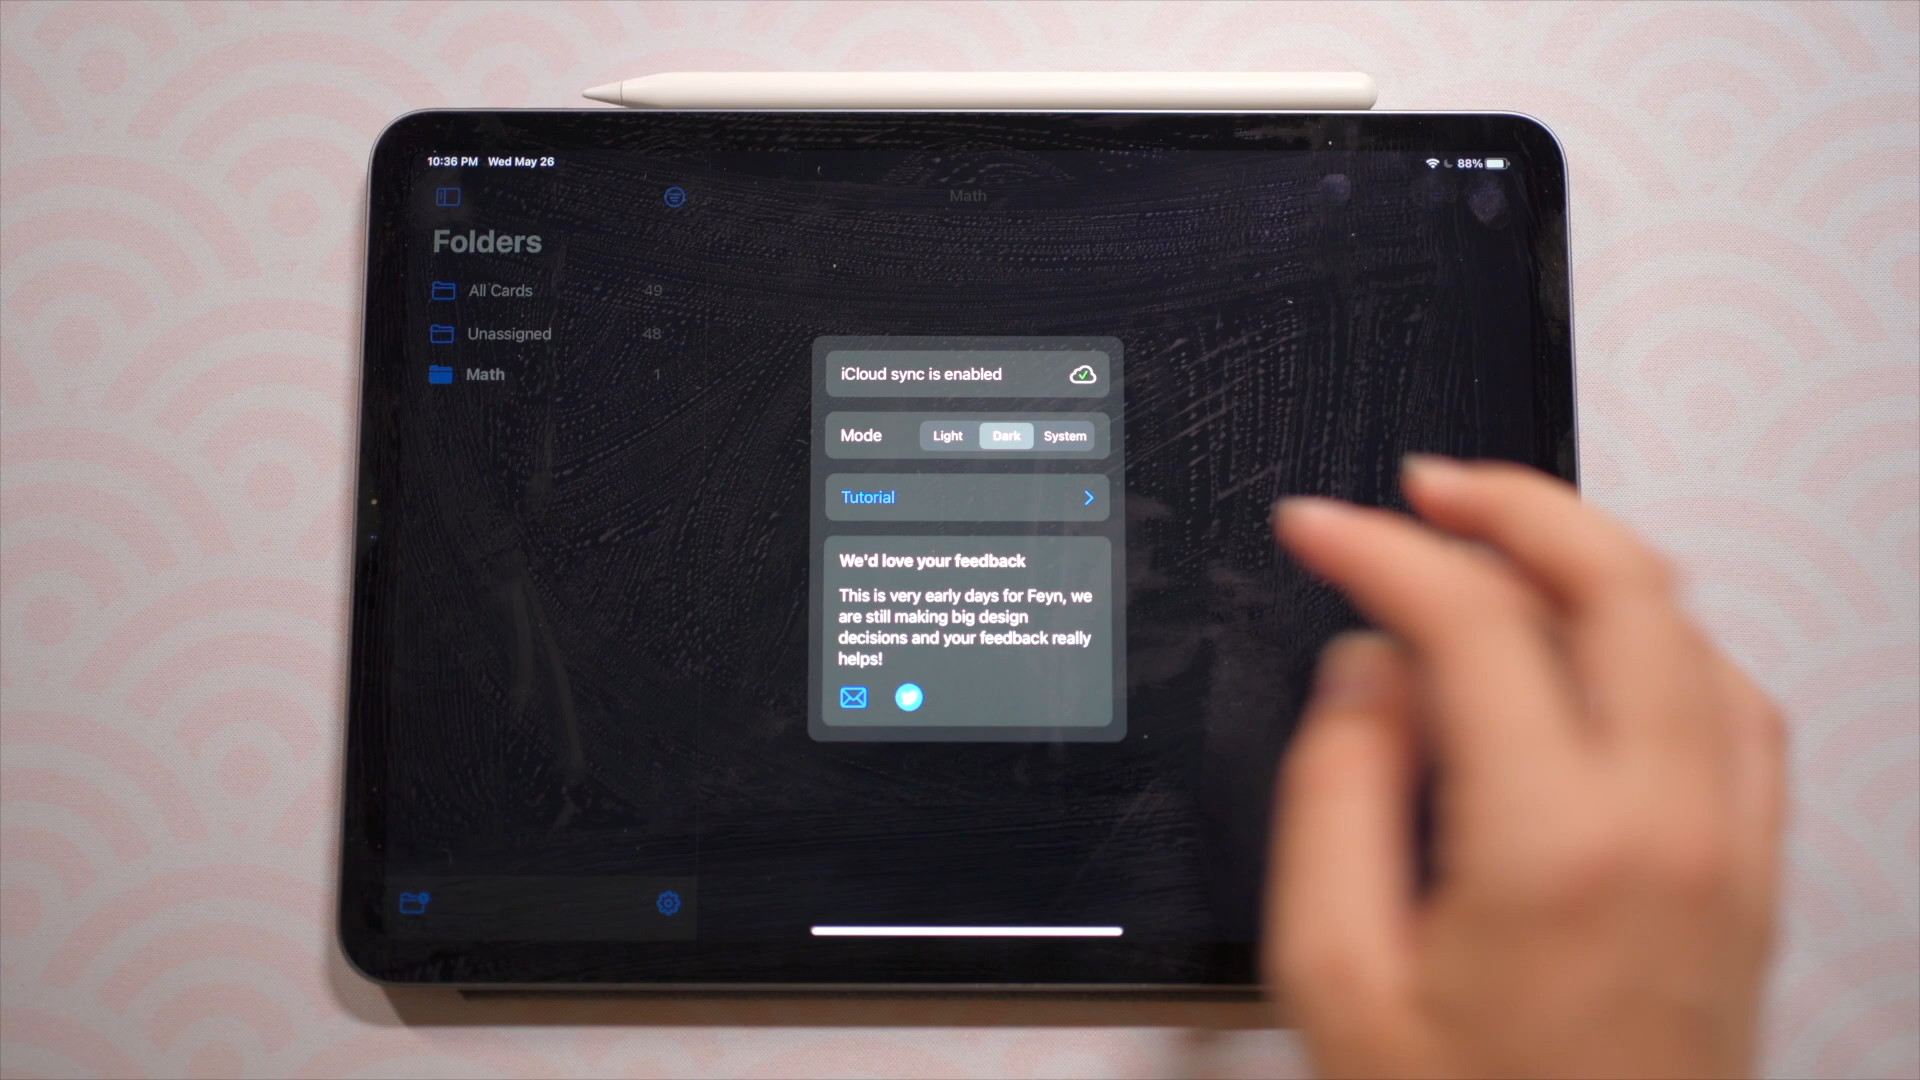 10:36 PM Wed May 26
88%
Math
Folders
All Cards 49
Unassigned 48
Math 1
iCloud sync is enabled
Mode Light Dark System
Tutorial
We'd love your feedback
This is very early days for Feyn, we
are still making big design
decisions and your feedback really
helps!